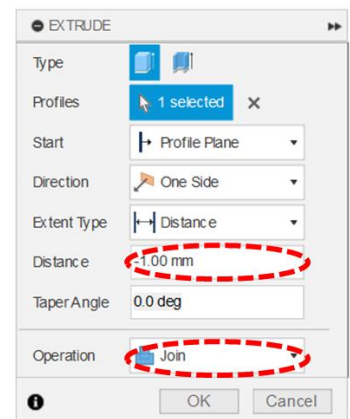 EXTRUDE
Type
Profiles 1 selected
Start Profile Plane
Direction One Side
Extent Type Distance
Distance -1.00 mm
Taper Angle 0.0 deg
Operation Join
OK Cancel